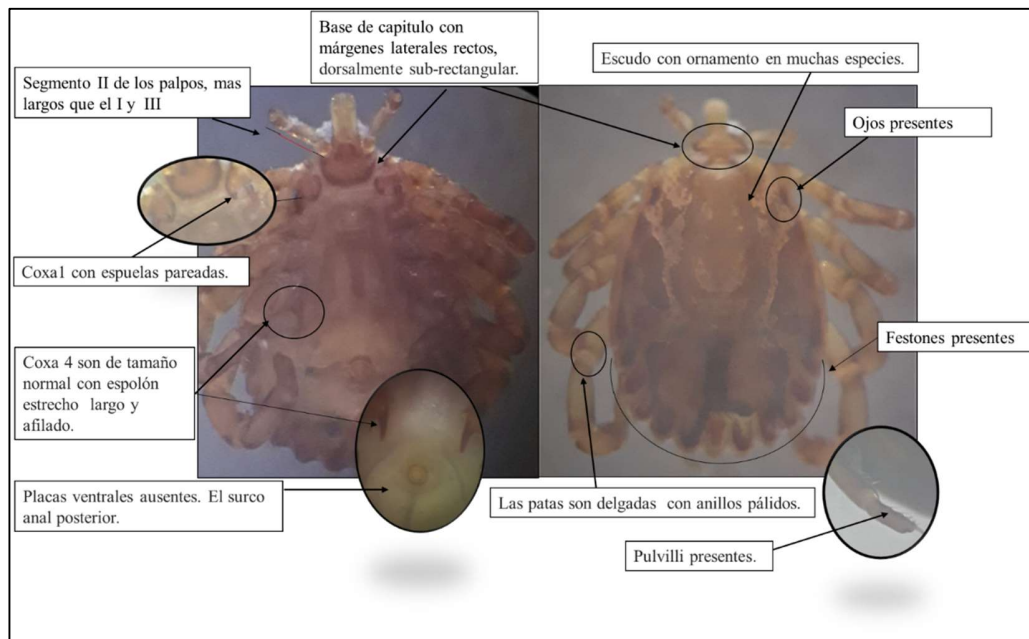 Base de capitulo con
márgenes laterales rectos,
dorsalmente sub-rectangular.
Segmento II de los palpos, mas
largos que el I y III
Escudo con ornamento en muchas especies.
Ojos presentes
Coxa1 con espuelas pareadas.
Festones presentes
Coxa 4 son de tamaño
normal con espolón
estrecho largo y
afilado.
Placas ventrales ausentes. El surco
anal posterior.
Las patas son delgadas con anillos pálidos.
Pulvilli presentes.